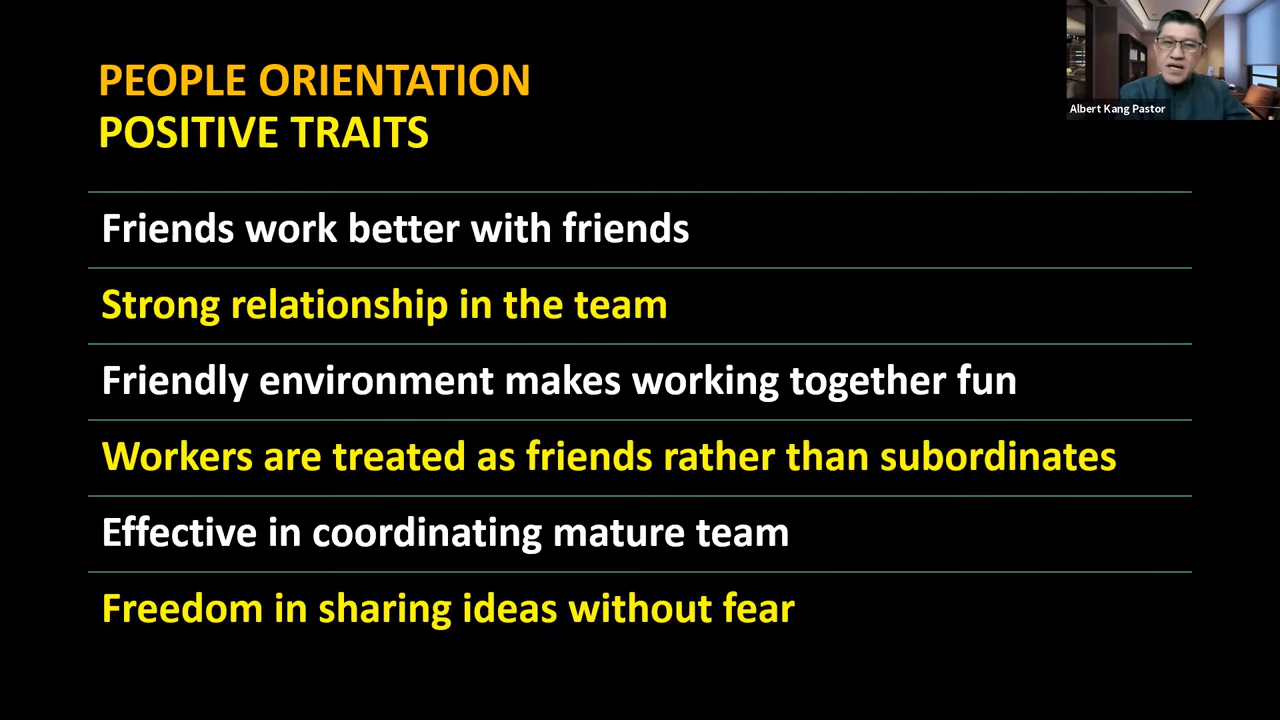 PEOPLE ORIENTATION
POSITIVE TRAITS
Albert Kang Pastor
Friends work better with friends
Strong relationship in the team
Friendly environment makes working together fun
Workers are treated as friends rather than subordinates
Effective in coordinating mature team
Freedom in sharing ideas without fear